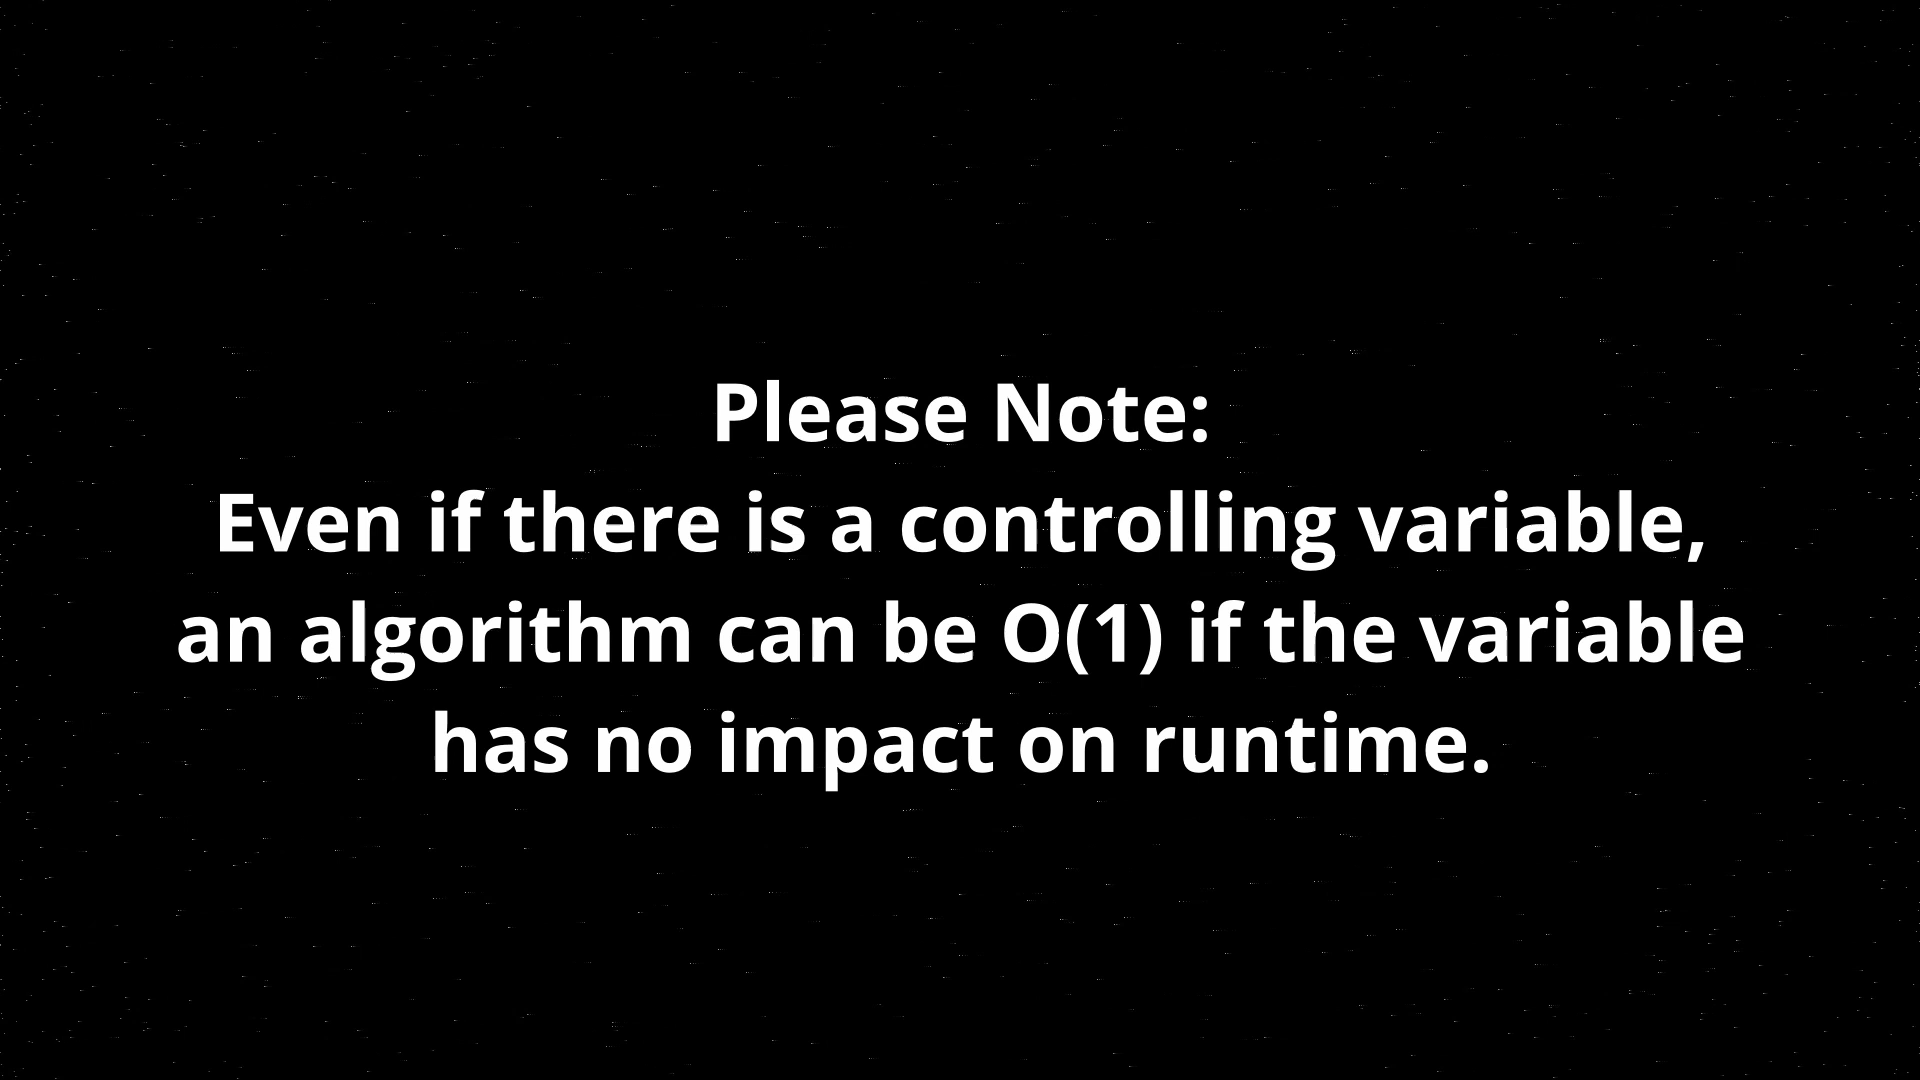 Please Note:
Even if there is a controlling variable,
an algorithm can be O(1) if the variable
has no impact on runtime.